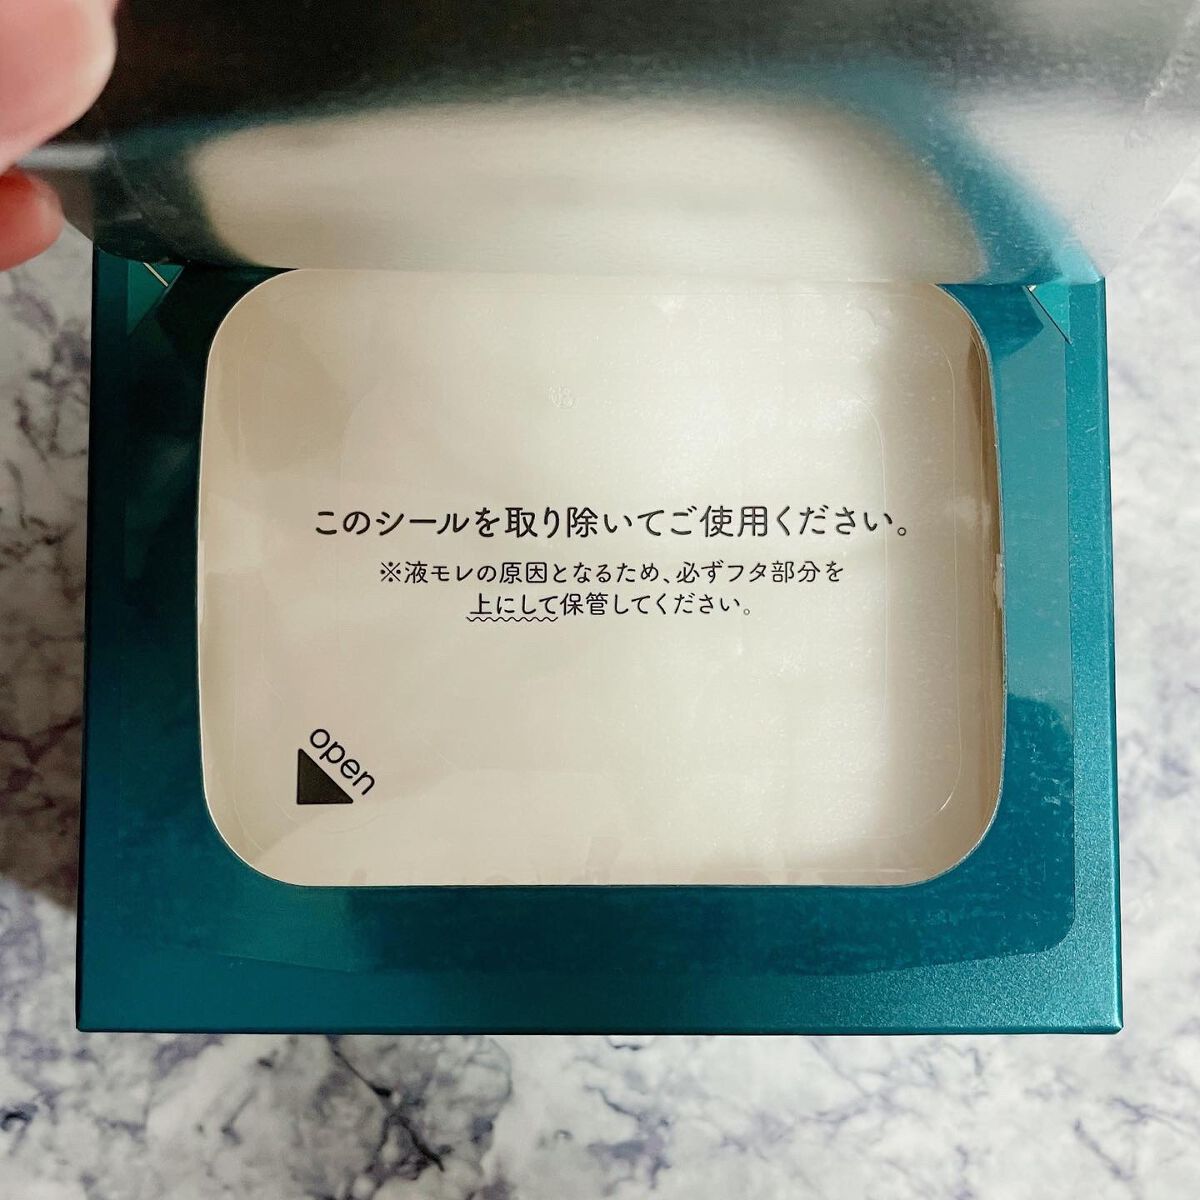 このシールを取り除いてご使用ください。
※液モレの原因となるため、必ずフタ部分を
上にして保管してください。
open